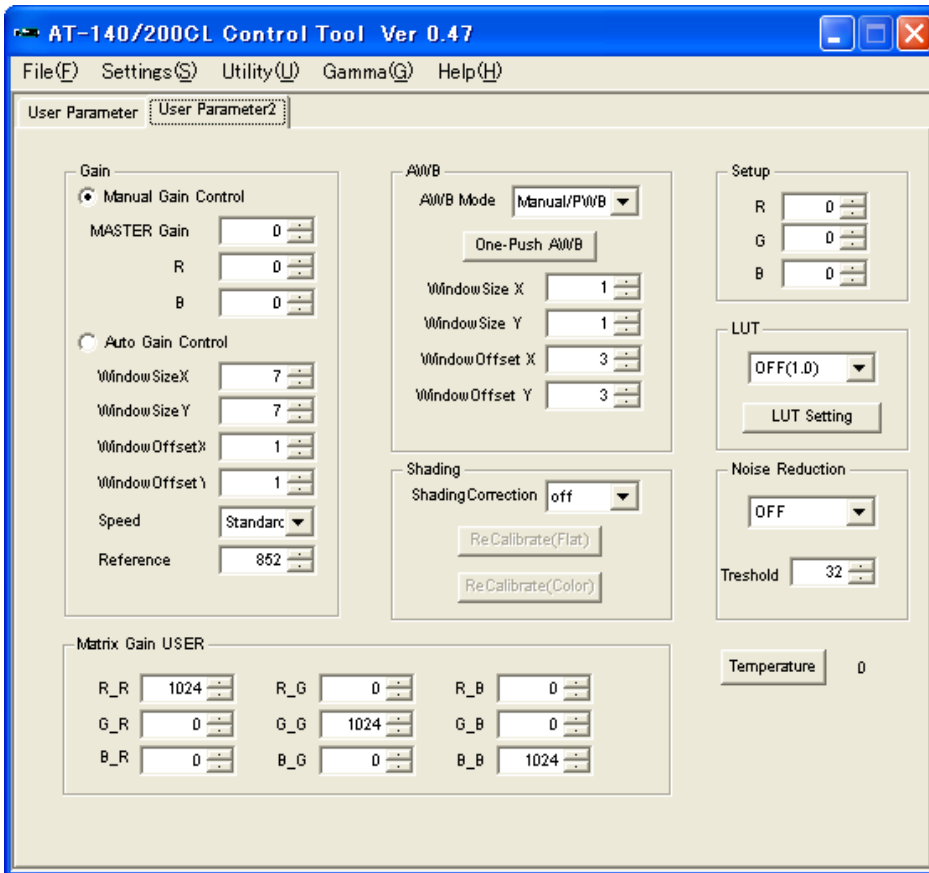 AT-140/200CL Control Tool Ver 0.47
File(F) Settings(S) Utility(U) Gamma(G) Help(H)
User Parameter User Parameter2
Gain
Manual Gain Control
MASTER Gain 0
R 0
B 0
Auto Gain Control
WindowSizeX 7
WindowSizeY 7
WindowOffsetX 1
WindowOffset 1
Speed Standard
Reference 852
AWB
AWB Mode Manual/PWB
One-Push AWB
WindowSize X 1
WindowSize Y 1
WindowOffset X 3
WindowOffset Y 3
Shading
ShadingCorrection off
ReCalibrate(Flat)
ReCalibrate(Color)
Setup
R 0
G 0
B 0
LUT
OFF(1.0)
LUT Setting
Noise Reduction
OFF
Treshold 32
Matrix Gain USER
R_R 1024 R_G 0 R_B 0
G_R 0 G_G 1024 G_B 0
B_R 0 B_G 0 B_B 1024
Temperature 0